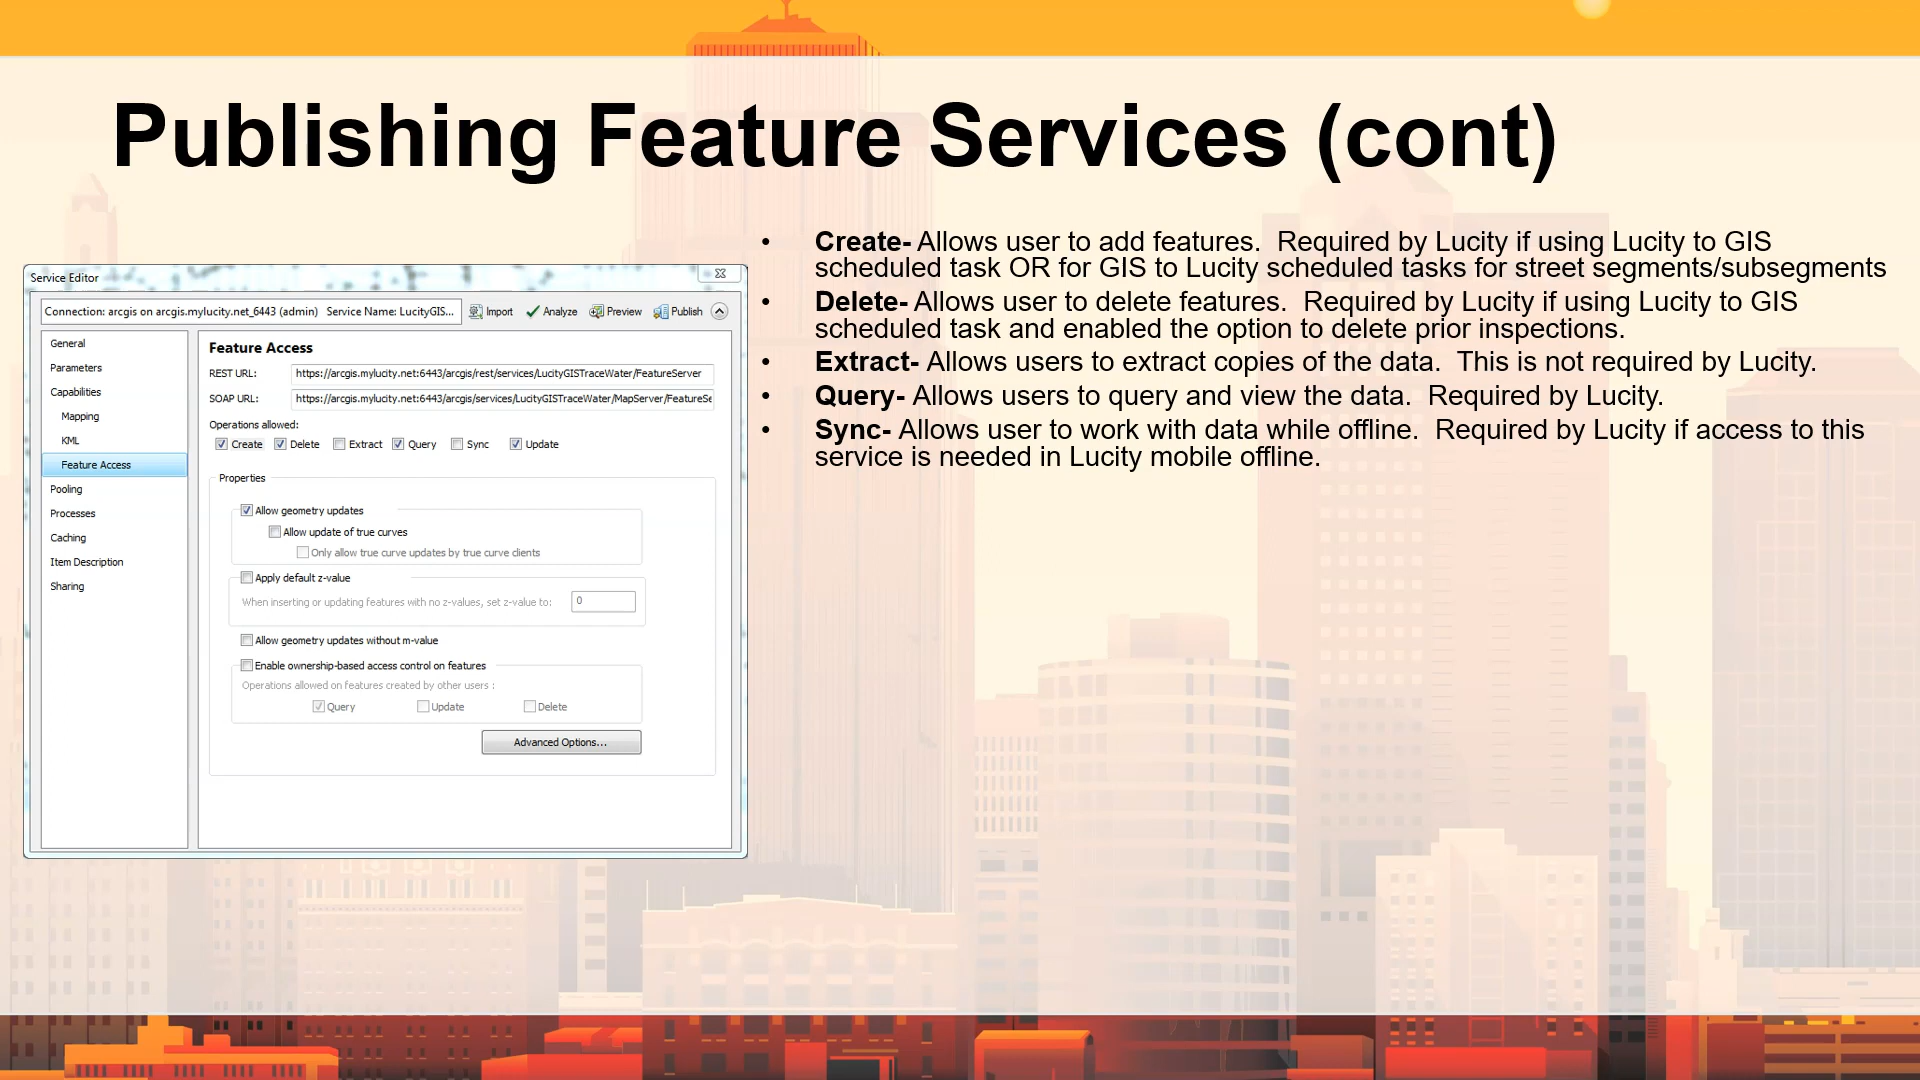 Publishing Feature Services (cont)
• Create- Allows user to add features.  Required by Lucity if using Lucity to GIS
scheduled task OR for GIS to Lucity scheduled tasks for street segments/subsegments
• Delete- Allows user to delete features.  Required by Lucity if using Lucity to GIS
scheduled task and enabled the option to delete prior inspections.
• Extract- Allows users to extract copies of the data.  This is not required by Lucity.
• Query- Allows users to query and view the data.  Required by Lucity.
• Sync- Allows user to work with data while offline.  Required by Lucity if access to this
service is needed in Lucity mobile offline.
Service Editor
Connection: arcgis on arcgis.mylucity.net_6443 (admin)   Service Name: LucityGIS... Import Analyze Preview Publish
General
Parameters
Capabilities
Mapping
KML
Feature Access
Pooling
Processes
Caching
Item Description
Sharing
Feature Access
REST URL: https://arcgis.mylucity.net:6443/arcgis/rest/services/LucityGISTraceWater/FeatureServer
SOAP URL: https://arcgis.mylucity.net:6443/arcgis/services/LucityGISTraceWater/MapServer/FeatureSe
Operations allowed:
Create Delete Extract Query Sync Update
Properties
Allow geometry updates
Allow update of true curves
Only allow true curve updates by true curve clients
Apply default z-value
When inserting or updating features with no z-values, set z-value to: 0
Allow geometry updates without m-value
Enable ownership-based access control on features
Operations allowed on features created by other users :
Query Update Delete
Advanced Options...